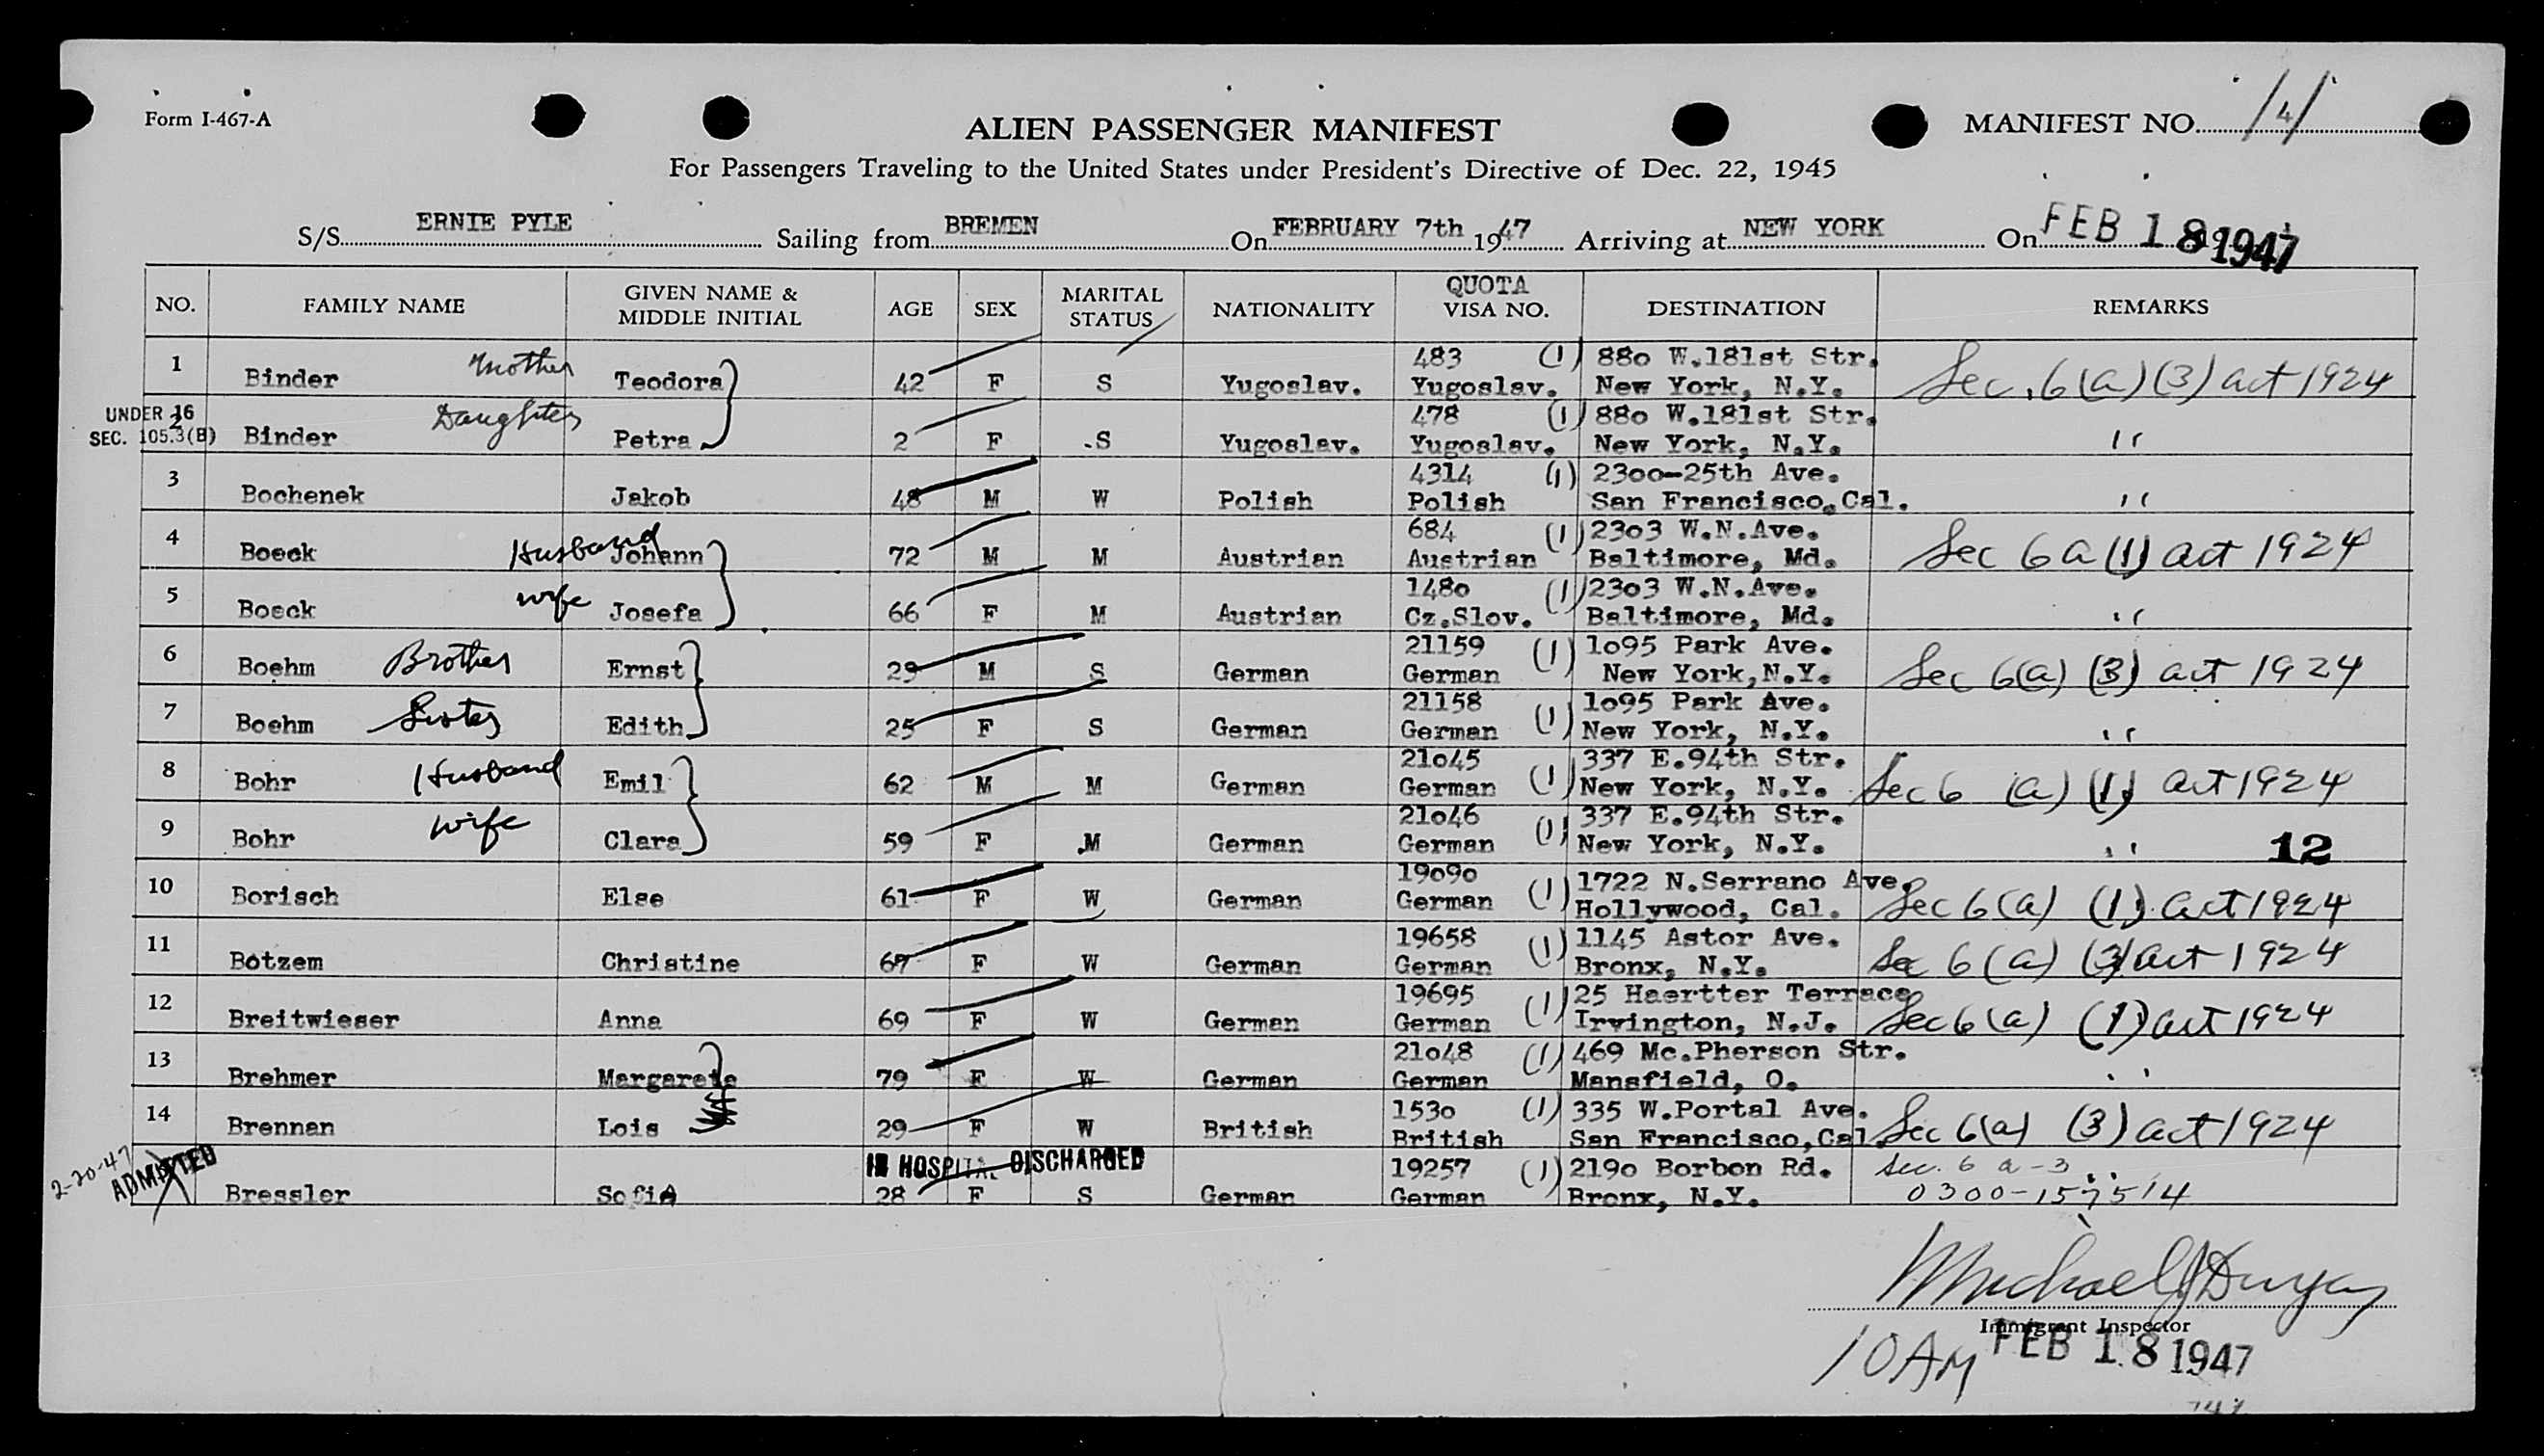 Form I-467-A
ALIEN PASSENGER MANIFEST
MANIFEST NO. 14
For Passengers Traveling to the United States under President's Directive of Dec. 22, 1945
S/S ERNIE PYLE Sailing from BREMEN On FEBRUARY 7th 1947 Arriving at NEW YORK On FEB 18 1947
NO. FAMILY NAME GIVEN NAME & MIDDLE INITIAL AGE SEX MARITAL STATUS NATIONALITY QUOTA VISA NO. DESTINATION REMARKS
1 Mother 483 (1) 880 W.181st Str.
Binder Teodora 42 F S Yugoslav. Yugoslav. New York, N.Y. Sec. 6(a)(3) act 1924
UNDER 16 2 Daughter 478 (1) 880 W.181st Str.
SEC. 105.3(B) Binder Petra 2 F S Yugoslav. Yugoslav. New York, N.Y. "
3 4314 (1) 2300-25th Ave.
Bochenek Jakob 48 M W Polish Polish San Francisco,Cal. "
4 Husband 684 (1) 2303 W.N.Ave.
Boeck Johann 72 M M Austrian Austrian Baltimore, Md. Sec 6 a (1) act 1924
5 wife 1480 (1) 2303 W.N.Ave.
Boeck Josefa 66 F M Austrian Cz.Slov. Baltimore, Md. "
6 Brother 21159 (1) 1095 Park Ave.
Boehm Ernst 29 M S German German New York,N.Y. Sec 6(a) (3) act 1924
7 Sister 21158 (1) 1095 Park Ave.
Boehm Edith 25 F S German German New York, N.Y. "
8 Husband 21045 (1) 337 E.94th Str.
Bohr Emil 62 M M German German New York, N.Y. Sec 6 (a) (1) act 1924
9 wife 21046 (1) 337 E.94th Str.
Bohr Clara 59 F M German German New York, N.Y. " 12
10 19090 (1) 1722 N.Serrano Ave.
Borisch Else 61 F W German German Hollywood, Cal. Sec 6 (a) (1) act 1924
11 19658 (1) 1145 Astor Ave.
Botzem Christine 67 F W German German Bronx, N.Y. Sec 6 (a) (3) act 1924
12 19695 (1) 25 Haertter Terrace
Breitwieser Anna 69 F W German German Irvington, N.J. Sec 6 (a) (1) act 1924
13 21048 (1) 469 Mc.Pherson Str.
Brehmer Margarete 79 F W German German Mansfield, O. "
14 1530 (1) 335 W.Portal Ave.
Brennan Lois 29 F W British British San Francisco,Cal. Sec 6(a) (3) act 1924
2-20-47 ADMITTED IN HOSPITAL DISCHARGED 19257 (1) 2190 Borbon Rd. Sec. 6 a-3
Bressler Sofia 28 F S German German Bronx, N.Y. 0300-157514
Michael J Dwyer
Immigrant Inspector
10AM FEB 18 1947